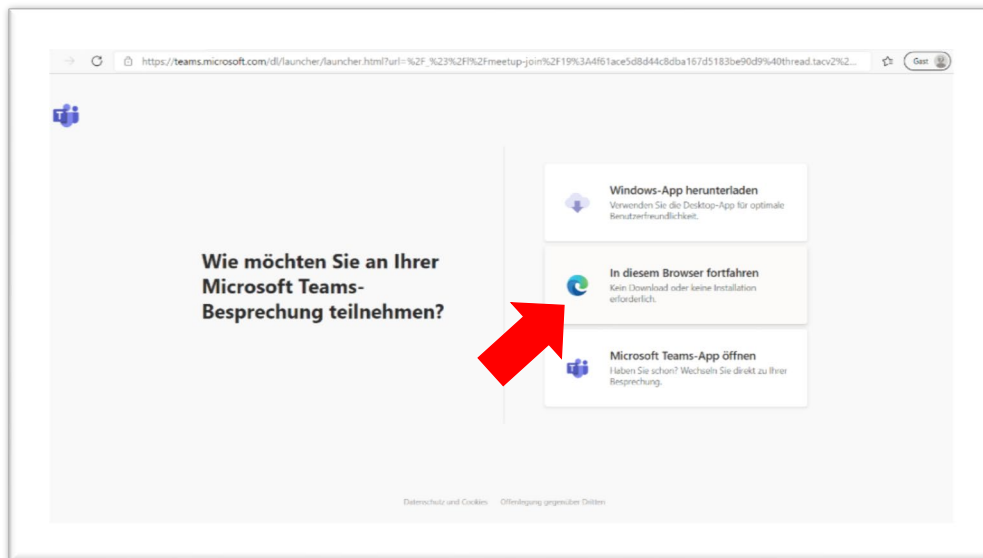 https://teams.microsoft.com/dl/launcher/launcher.html?url=%2F_%23%2Fl%2Fmeetup-join%2F19%3A4f61ace5d8d44c8dba167d5183be90d9%40thread.tacv2%2...
Gast
Windows-App herunterladen
Verwenden Sie die Desktop-App für optimale
Benutzerfreundlichkeit.
Wie möchten Sie an Ihrer
Microsoft Teams-
Besprechung teilnehmen?
In diesem Browser fortfahren
Kein Download oder keine Installation
erforderlich.
Microsoft Teams-App öffnen
Haben Sie schon? Wechseln Sie direkt zu Ihrer
Besprechung.
Datenschutz und Cookies Offenlegung gegenüber Dritten